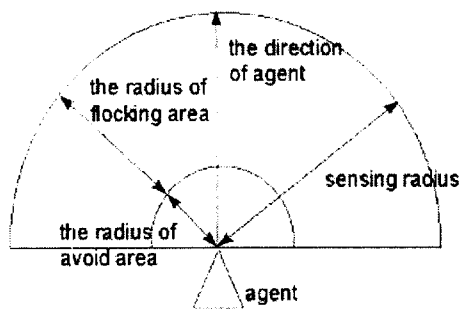 the direction
of agent
the radius of
flocking area
sensing radius
the radius of
avoid area
agent